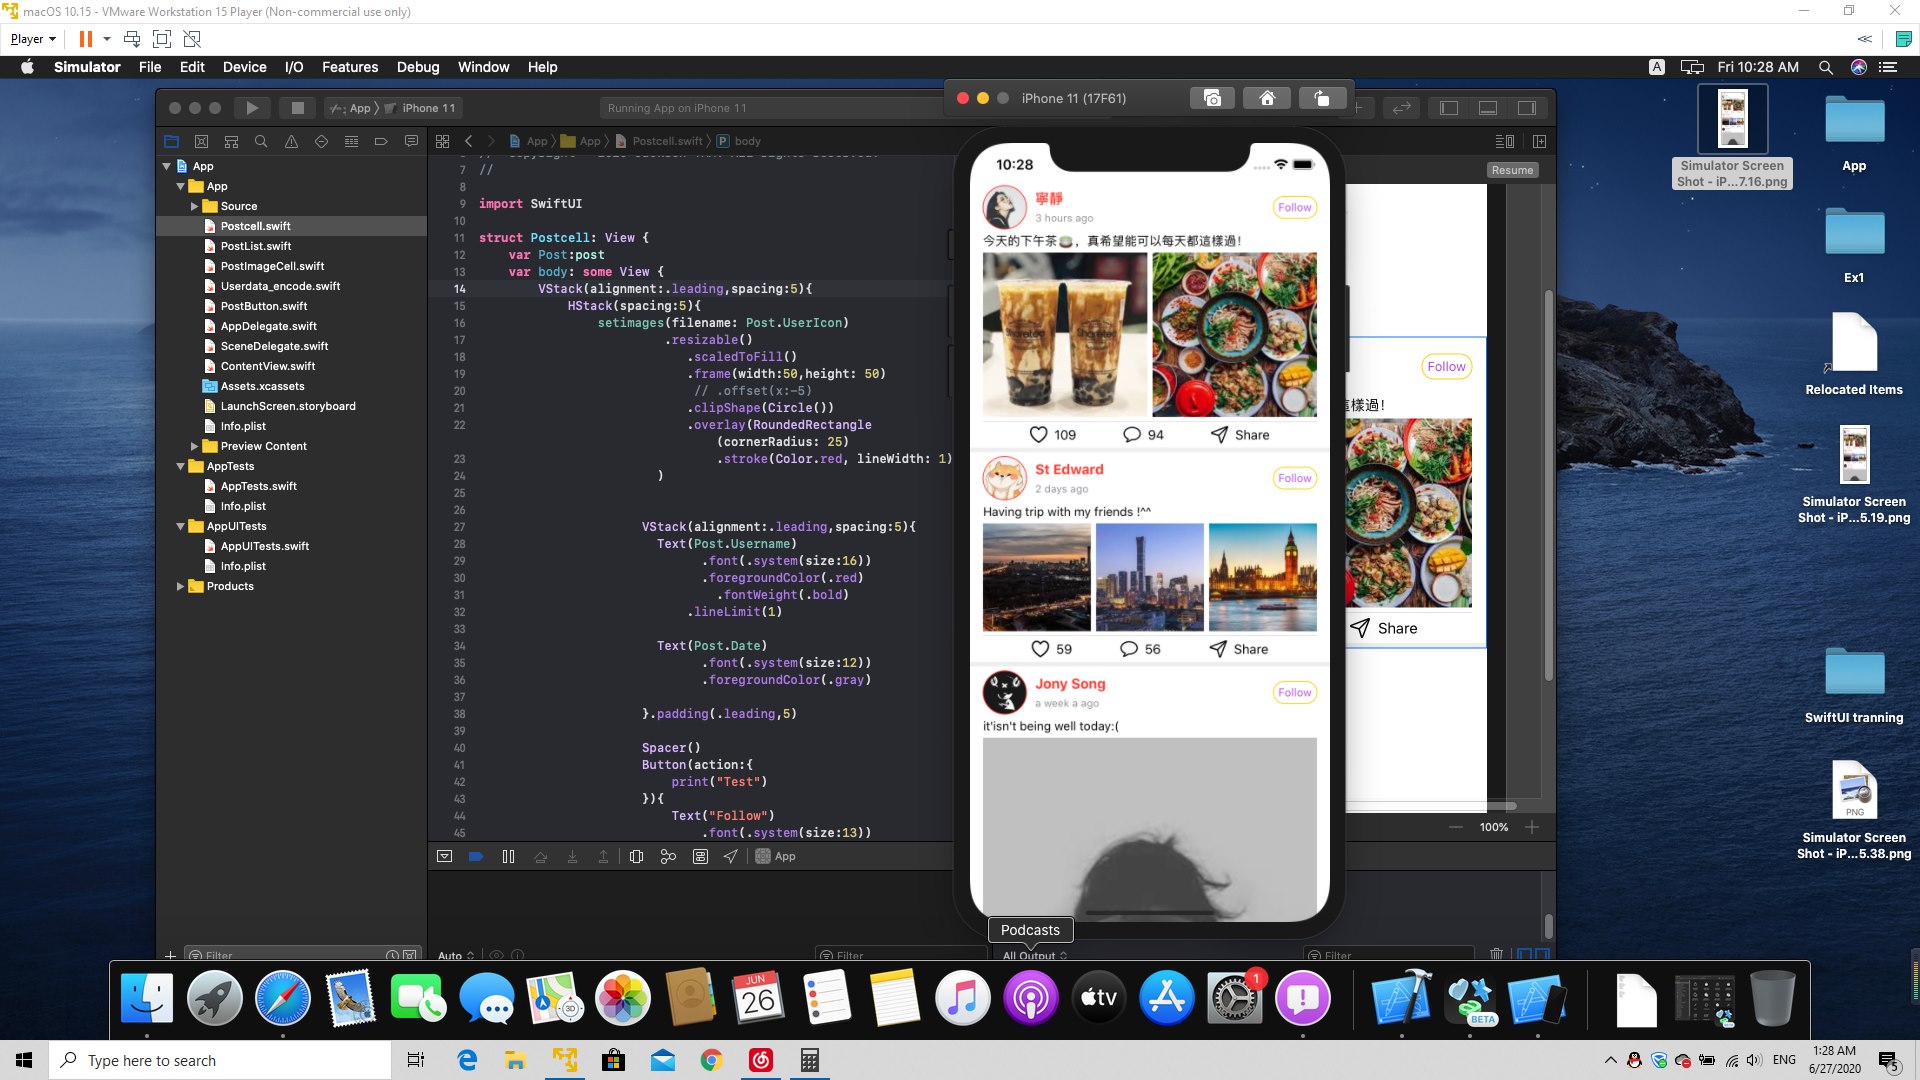 macOS 10.15 - VMware Workstation 15 Player (Non-commercial use only)
Player
Simulator File Edit Device I/O Features Debug Window Help
A Fri 10:28 AM
App iPhone 11
Running App on iPhone 11
App App Postcell.swift P body
App
App
Source
Postcell.swift
PostList.swift
PostImageCell.swift
Userdata_encode.swift
PostButton.swift
AppDelegate.swift
SceneDelegate.swift
ContentView.swift
Assets.xcassets
LaunchScreen.storyboard
Info.plist
Preview Content
AppTests
AppTests.swift
Info.plist
AppUITests
AppUITests.swift
Info.plist
Products
Filter
7 //
8
9 import SwiftUI
10
11 struct Postcell: View {
12 var Post:post
13 var body: some View {
14 VStack(alignment:.leading,spacing:5){
15 HStack(spacing:5){
16 setimages(filename: Post.UserIcon)
17 .resizable()
18 .scaledToFill()
19 .frame(width:50,height: 50)
20 // .offset(x:-5)
21 .clipShape(Circle())
22 .overlay(RoundedRectangle
(cornerRadius: 25)
23 .stroke(Color.red, lineWidth: 1)
24 )
25
26
27 VStack(alignment:.leading,spacing:5){
28 Text(Post.Username)
29 .font(.system(size:16))
30 .foregroundColor(.red)
31 .fontWeight(.bold)
32 .lineLimit(1)
33
34 Text(Post.Date)
35 .font(.system(size:12))
36 .foregroundColor(.gray)
37
38 }.padding(.leading,5)
39
40 Spacer()
41 Button(action:{
42 print("Test")
43 }){
44 Text("Follow")
45 .font(.system(size:13))
App
Auto
Filter
All Output
Filter
iPhone 11 (17F61)
10:28
寧靜
3 hours ago
Follow
今天的下午茶🍵，真希望能可以每天都這樣過！
109 94 Share
St Edward
2 days ago
Follow
Having trip with my friends !^^
59 56 Share
Jony Song
a week a ago
Follow
it'isn't being well today:(
Resume
Follow
這樣過！
Share
100%
Simulator Screen
Shot - iP...7.16.png
App
Ex1
Relocated Items
Simulator Screen
Shot - iP...5.19.png
SwiftUI tranning
PNG
Simulator Screen
Shot - iP...5.38.png
Podcasts
3D
JUN
26
tv
1
BETA
Type here to search
ENG
1:28 AM
6/27/2020
5